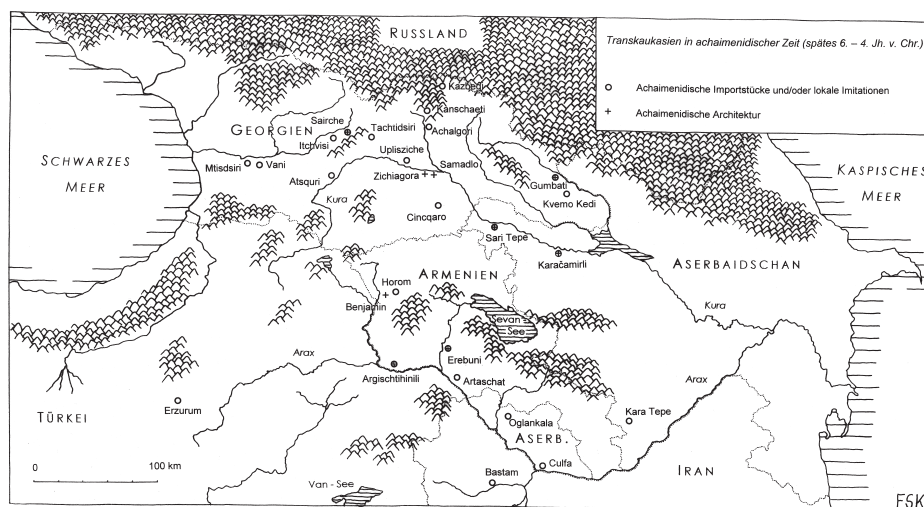 RUSSLAND
Transkaukasien in achaimenidischer Zeit (spätes 6. – 4. Jh. v. Chr.)
Achaimenidische Importstücke und/oder lokale Imitationen
Achaimenidische Architektur
Kazbegi
Kanschaeti
Sairche
Achalgori
GEORGIEN
Tachtidsiri
Itchvisi
Uplisziche
SCHWARZES
MEER
Mtisdsiri
Vani
Samadlo
KASPISCHES
MEER
Atsquri
Zichiagora
Gumbati
Kvemo Kedi
Kura
Cincqaro
Sari Tepe
Karačamirli
ASERBAIDSCHAN
ARMENIEN
Horom
Benjamin
Kura
Sevan-
See
Arax
Erebuni
Argischtihinili
Artaschat
Arax
TÜRKEI
Erzurum
Oglankala
Kara Tepe
ASERB.
0 100 km
Culfa
Bastam
IRAN
Van - See
FSK